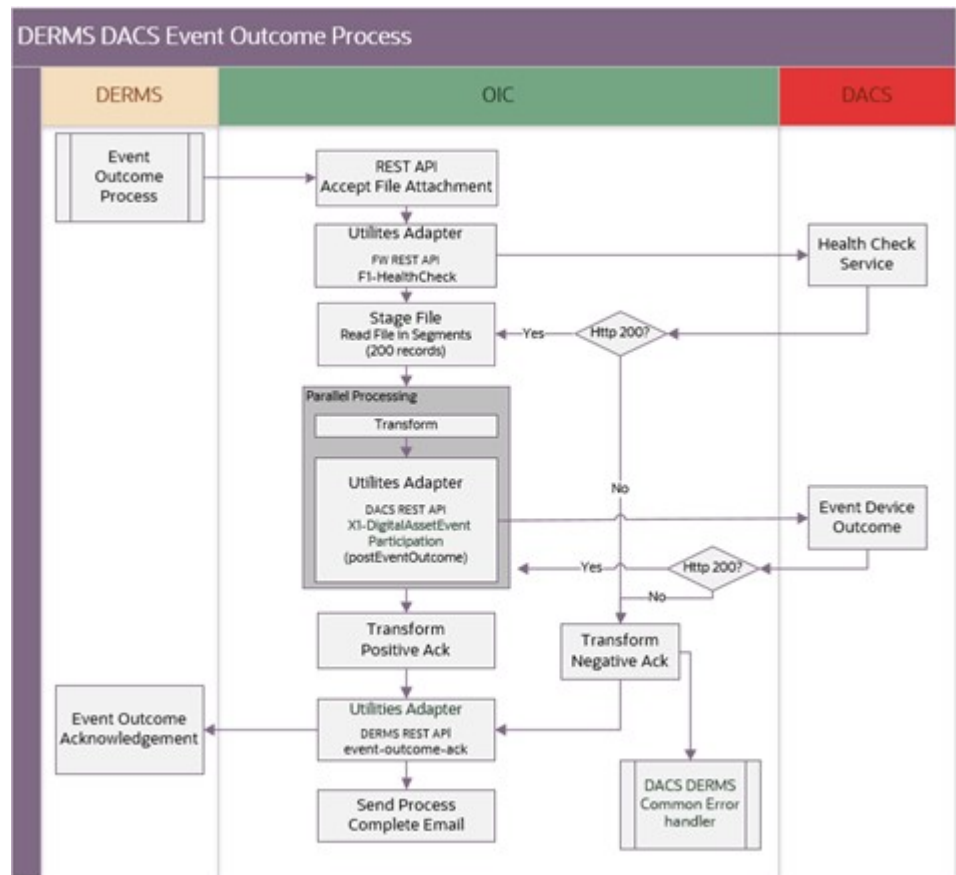 DERMS DACS Event Outcome Process
DERMS
OIC
DACS
Event
Outcome
Process
REST API
Accept File Attachment
Utilites Adapter
FW REST API
F1-HealthCheck
Health Check
Service
Stage File
Read File in Segments
(200 records)
Yes
Http 200?
Parallel Processing
Transform
Utilites Adapter
DACS REST API
X1-DigitalAssetEvent
Participation
(postEventOutcome)
No
Event Device
Outcome
Yes
Http 200?
No
Transform
Positive Ack
Transform
Negative Ack
Event Outcome
Acknowledgement
Utilities Adapter
DERMS REST API
event-outcome-ack
Send Process
Complete Email
DACS DERMS
Common Error
handler